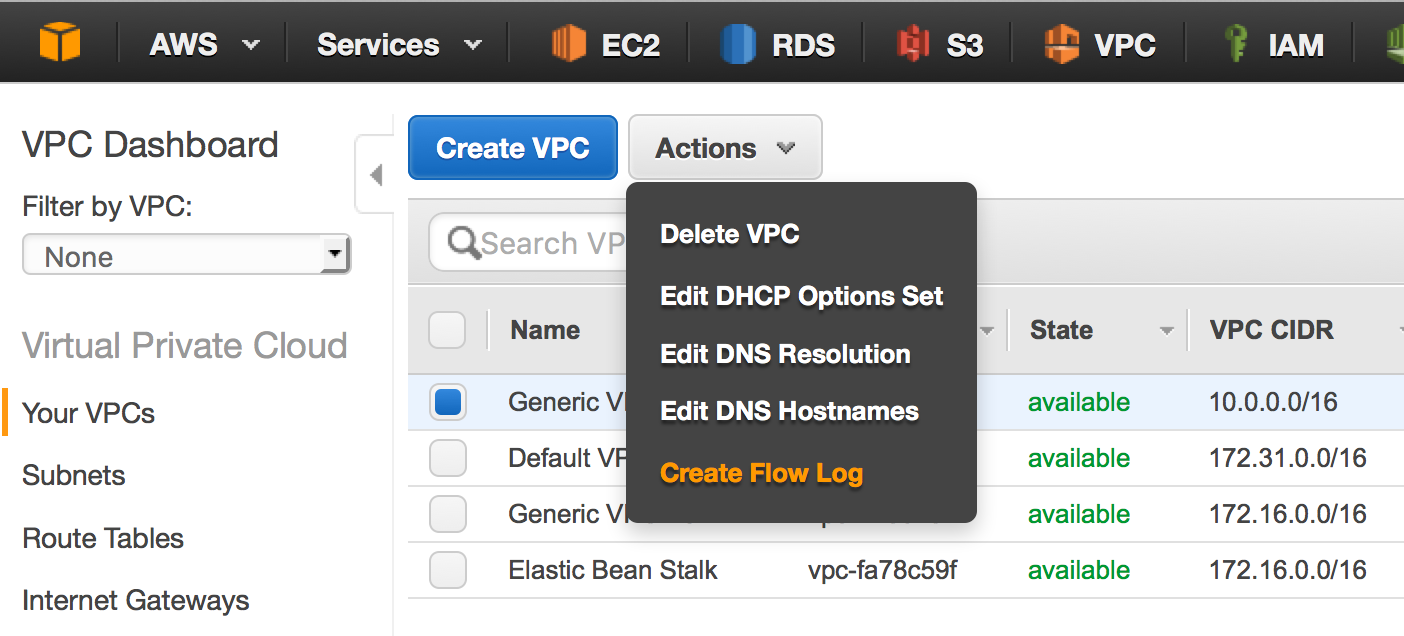 AWS Services EC2 RDS S3 VPC IAM
VPC Dashboard
Filter by VPC:
None
Virtual Private Cloud
Your VPCs
Subnets
Route Tables
Internet Gateways
Create VPC Actions
Search
Delete VPC
Edit DHCP Options Set
Edit DNS Resolution
Edit DNS Hostnames
Create Flow Log
Name State VPC CIDR
Generic available 10.0.0.0/16
Default available 172.31.0.0/16
Generic available 172.16.0.0/16
Elastic Bean Stalk vpc-fa78c59f available 172.16.0.0/16